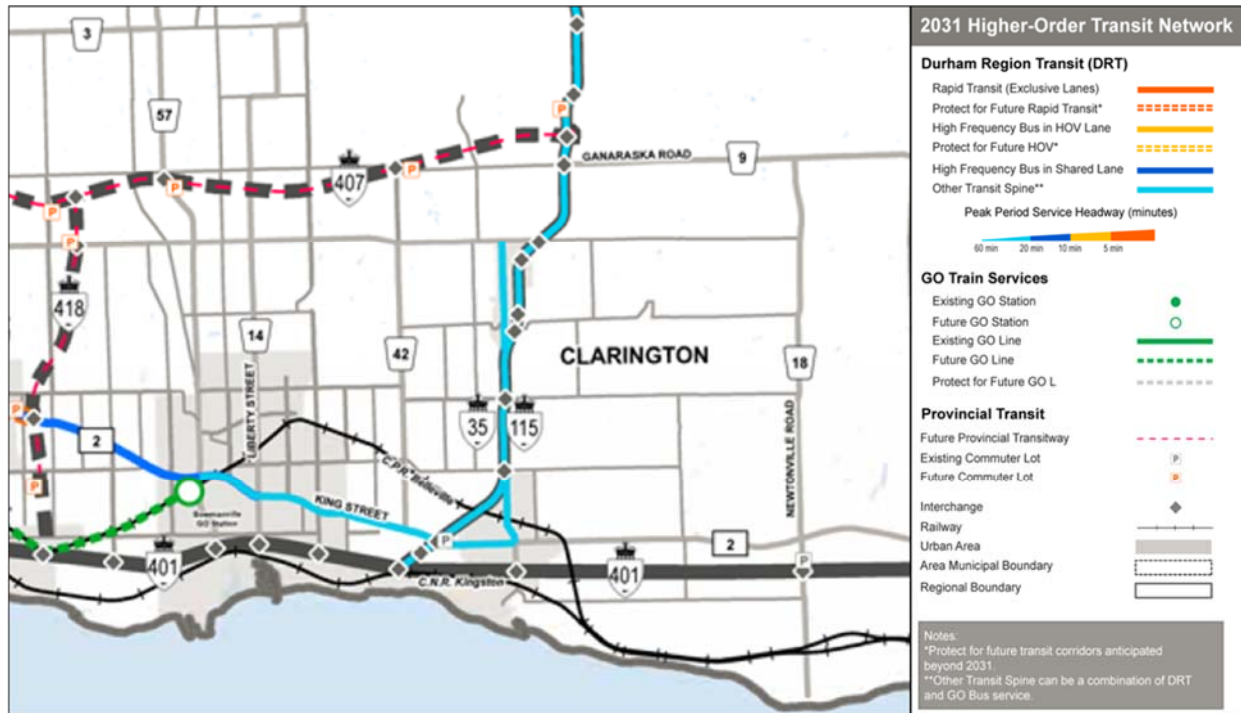 3
57
407
GANARASKA ROAD
9
418
14
42
CLARINGTON
18
LIBERTY STREET
35
115
2
NEWTONVILLE ROAD
C.P.R. Belleville
KING STREET
Bowmanville
GO Station
2
401
401
C.N.R. Kingston
P
P
P
P
P
P
P
P
P
2031 Higher-Order Transit Network
Durham Region Transit (DRT)
Rapid Transit (Exclusive Lanes)
Protect for Future Rapid Transit*
High Frequency Bus in HOV Lane
Protect for Future HOV*
High Frequency Bus in Shared Lane
Other Transit Spine**
Peak Period Service Headway (minutes)
60 min 20 min 10 min 5 min
GO Train Services
Existing GO Station
Future GO Station
Existing GO Line
Future GO Line
Protect for Future GO L
Provincial Transit
Future Provincial Transitway
Existing Commuter Lot P
Future Commuter Lot P
Interchange
Railway
Urban Area
Area Municipal Boundary
Regional Boundary
Notes:
*Protect for future transit corridors anticipated
beyond 2031.
**Other Transit Spine can be a combination of DRT
and GO Bus service.